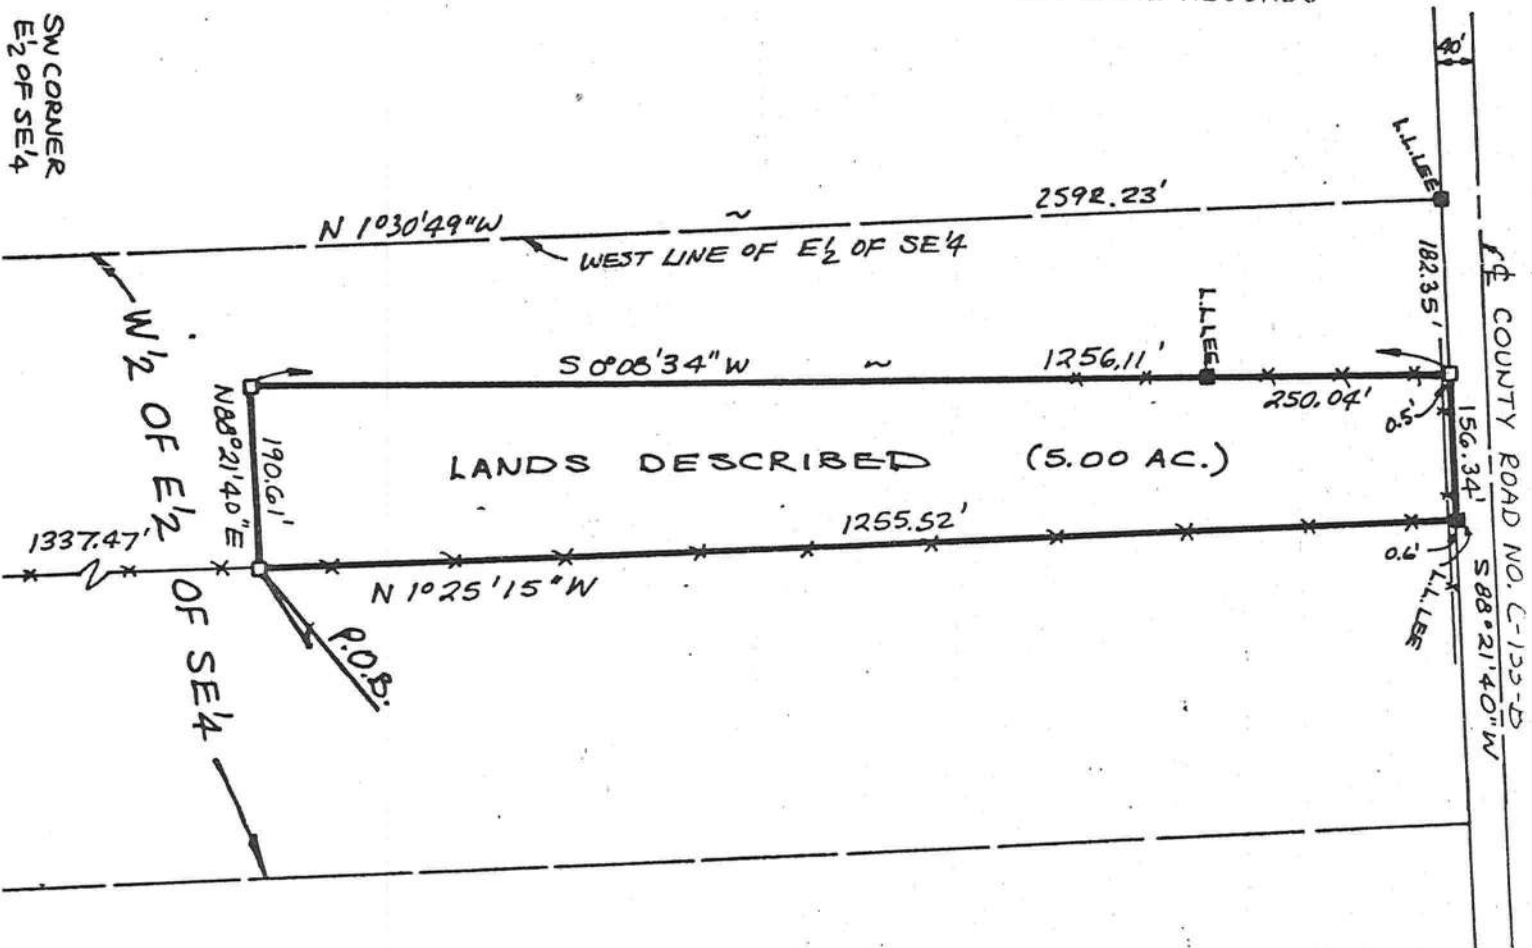 40'
SW CORNER
E½ OF SE¼
L.L.LEE
N 1°30'49"W ~ 2592.23'
WEST LINE OF E½ OF SE¼
182.35'
℄ COUNTY ROAD NO.
W½ OF E½ OF SE¼
L.L.LEE
S 0°08'34" W ~ 1256.11'
250.04'
0.5'
156.34'
N88°21'40"E
190.61'
LANDS DESCRIBED (5.00 AC.)
1337.47'
1255.52'
N 1°25'15" W
0.6'
L.L.LEE
S 88°21'40" W
P.O.B.